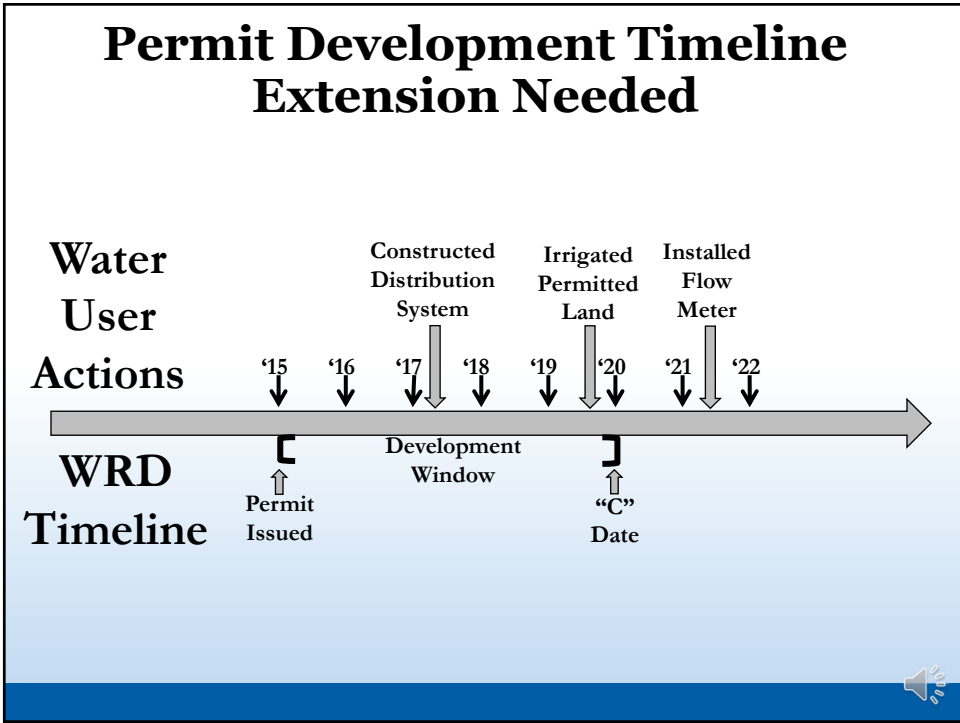 Permit Development Timeline
Extension Needed
Water
User
Actions
Constructed
Distribution
System
Irrigated
Permitted
Land
Installed
Flow
Meter
‘15 ‘16 ‘17 ‘18 ‘19 ‘20 ‘21 ‘22
Development
Window
WRD
Timeline
Permit
Issued
“C”
Date